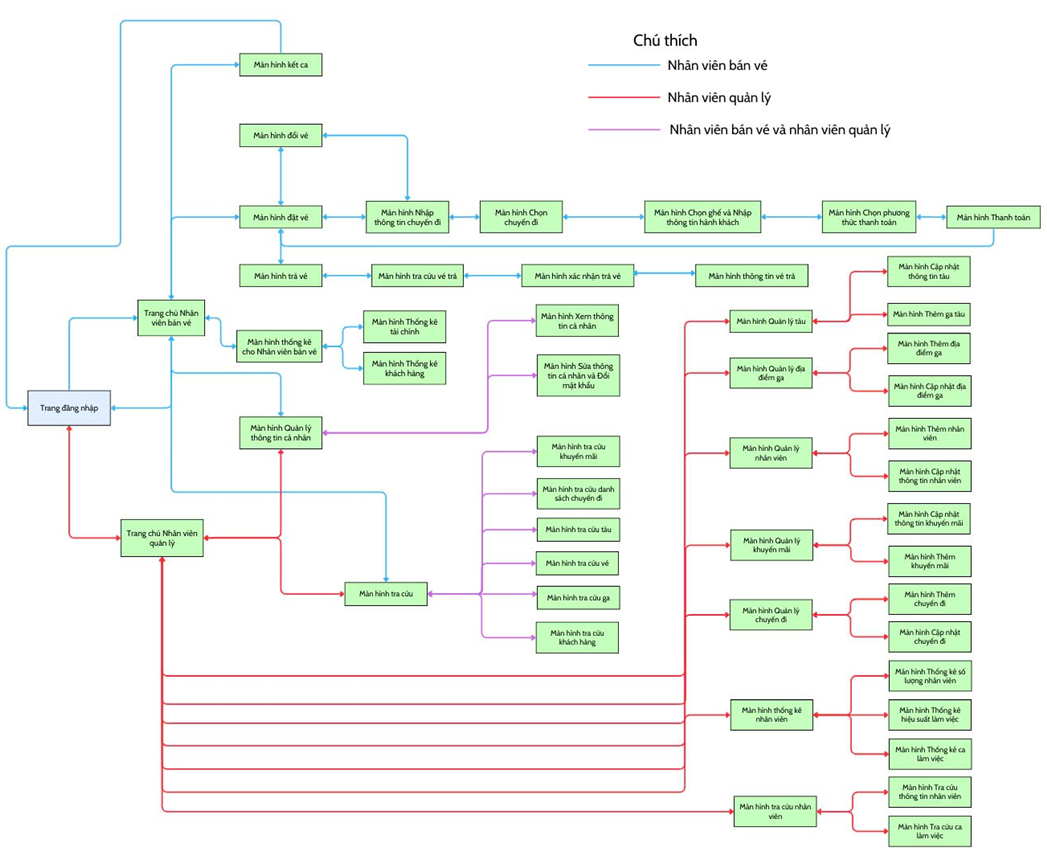 Chú thích
Nhân viên bán vé
Nhân viên quản lý
Nhân viên bán vé và nhân viên quản lý
Màn hình kết ca
Màn hình đổi vé
Màn hình đặt vé
Màn hình Nhập
thông tin chuyến đi
Màn hình Chọn
chuyến đi
Màn hình Chọn ghế và Nhập
thông tin hành khách
Màn hình Chọn phương
thức thanh toán
Màn hình Thanh toán
Màn hình trả vé
Màn hình tra cứu vé trả
Màn hình xác nhận trả vé
Màn hình thông tin vé trả
Trang chủ Nhân
viên bán vé
Màn hình thống kê
cho Nhân viên bán vé
Màn hình Thống kê
tài chính
Màn hình Thống kê
khách hàng
Trang đăng nhập
Màn hình Quản lý
thông tin cá nhân
Màn hình Xem thông
tin cá nhân
Màn hình Sửa thông
tin cá nhân và Đổi
mật khẩu
Trang chủ Nhân viên
quản lý
Màn hình tra cứu
Màn hình tra cứu
khuyến mãi
Màn hình tra cứu danh
sách chuyến đi
Màn hình tra cứu tàu
Màn hình tra cứu vé
Màn hình tra cứu ga
Màn hình tra cứu
khách hàng
Màn hình Quản lý tàu
Màn hình Cập nhật
thông tin tàu
Màn hình Thêm ga tàu
Màn hình Quản lý địa
điểm ga
Màn hình Thêm địa
điểm ga
Màn hình Cập nhật địa
điểm ga
Màn hình Quản lý
nhân viên
Màn hình Thêm nhân
viên
Màn hình Cập nhật
thông tin nhân viên
Màn hình Quản lý
khuyến mãi
Màn hình Cập nhật
thông tin khuyến mãi
Màn hình Thêm
khuyến mãi
Màn hình Quản lý
chuyến đi
Màn hình Thêm
chuyến đi
Màn hình Cập nhật
chuyến đi
Màn hình thống kê
nhân viên
Màn hình Thống kê số
lượng nhân viên
Màn hình Thống kê
hiệu suất làm việc
Màn hình Thống kê ca
làm việc
Màn hình tra cứu nhân
viên
Màn hình Tra cứu
thông tin nhân viên
Màn hình Tra cứu ca
làm việc